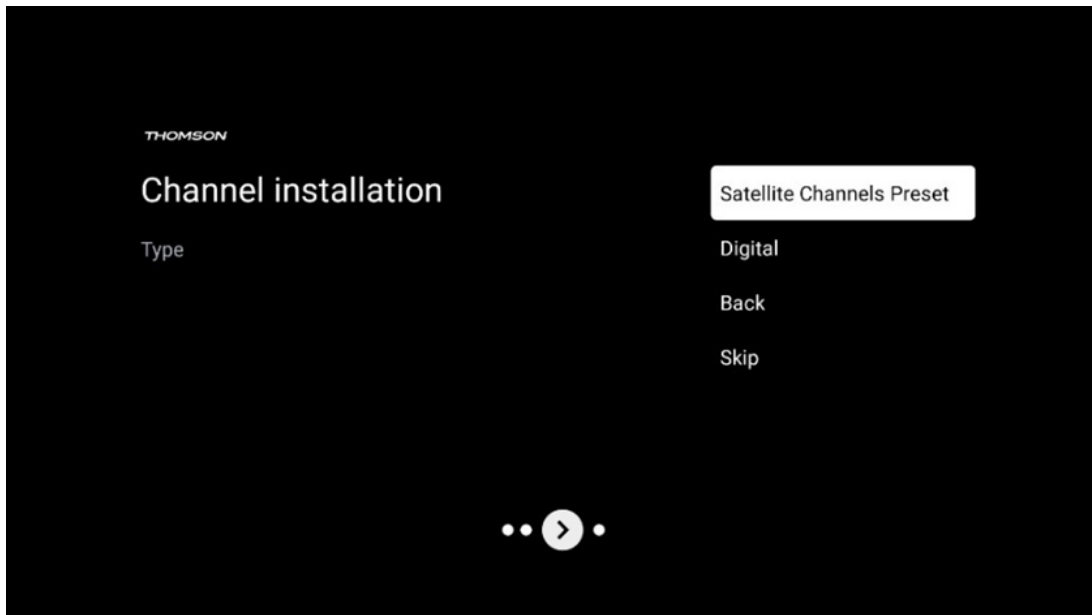 THOMSON
Channel installation
Type
Satellite Channels Preset
Digital
Back
Skip